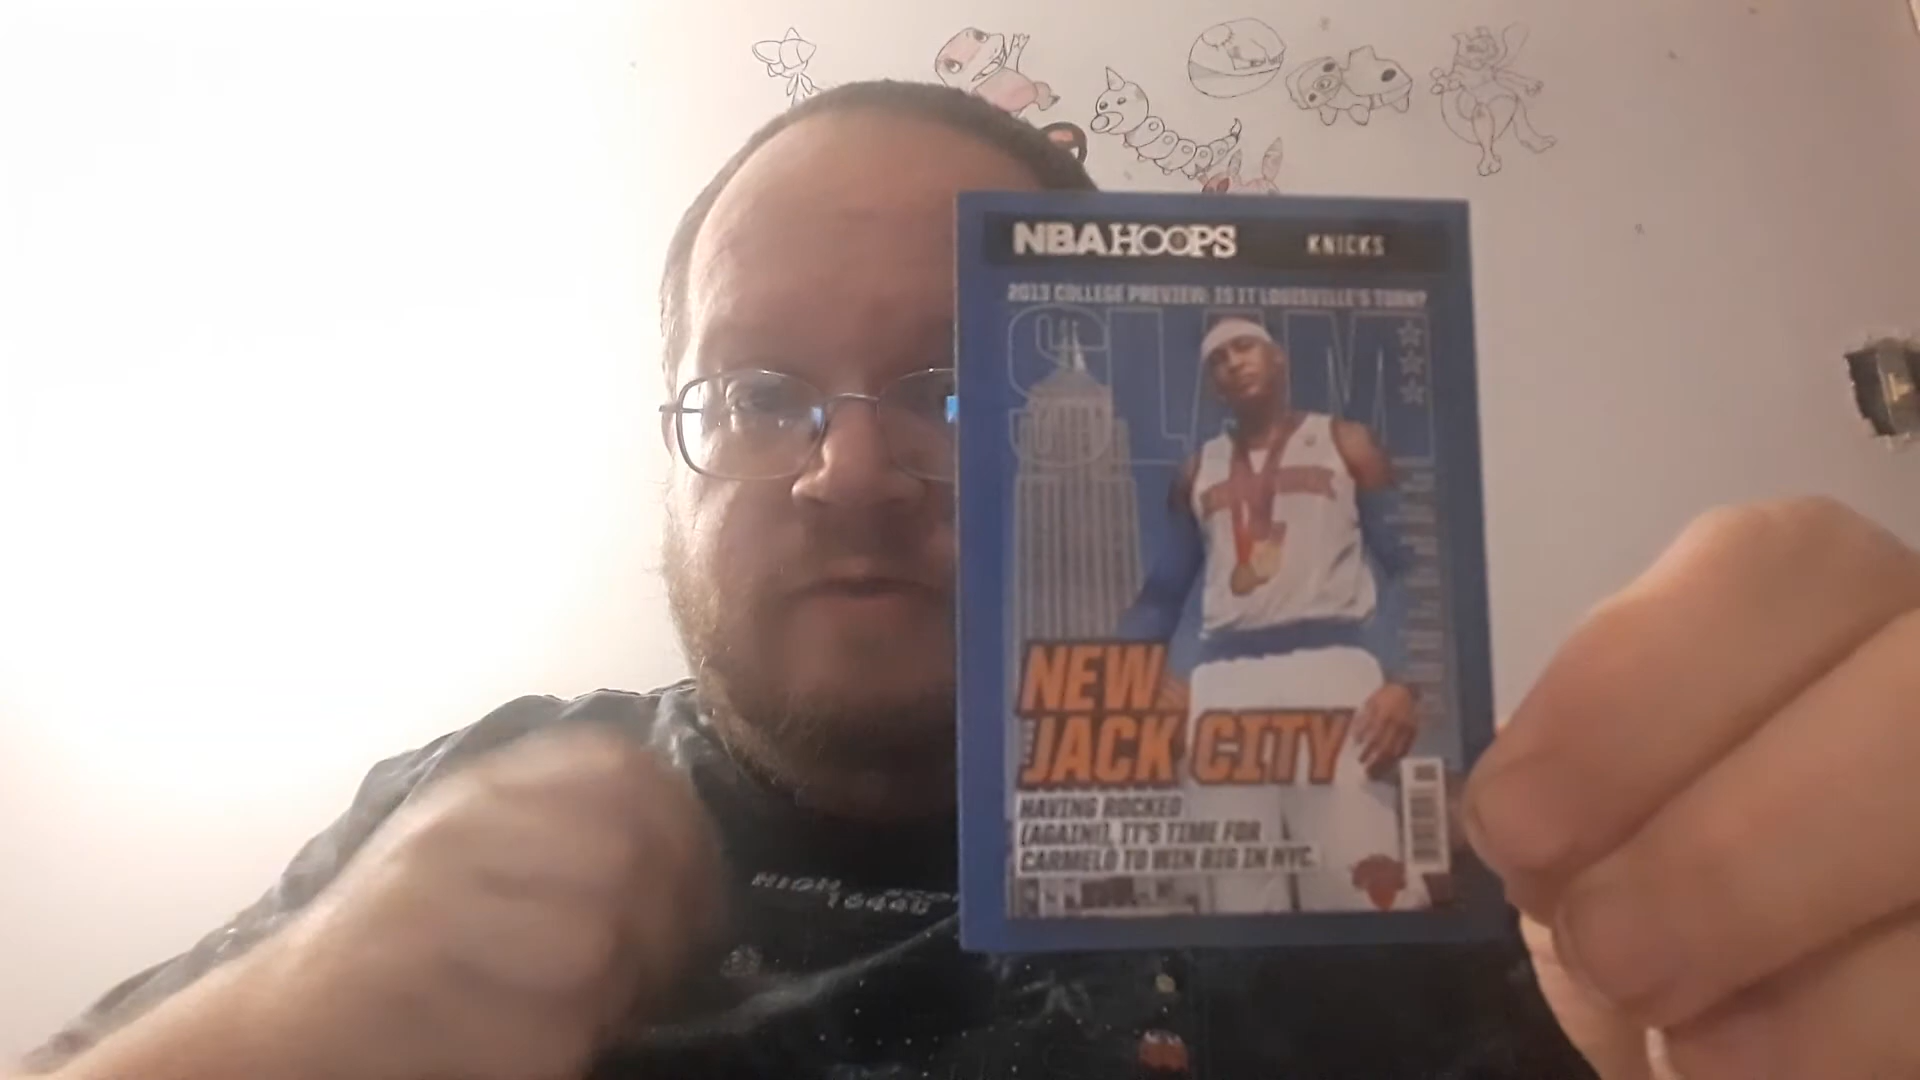 NBA HOOPS KNICKS
2013 COLLEGE PREVIEW: IS IT LOUISVILLE'S TURN?
SLAM
NEW
JACK CITY
HAVING ROCKED
(AGAIN!), IT'S TIME FOR
CARMELO TO WIN BIG IN NYC.
HIGH